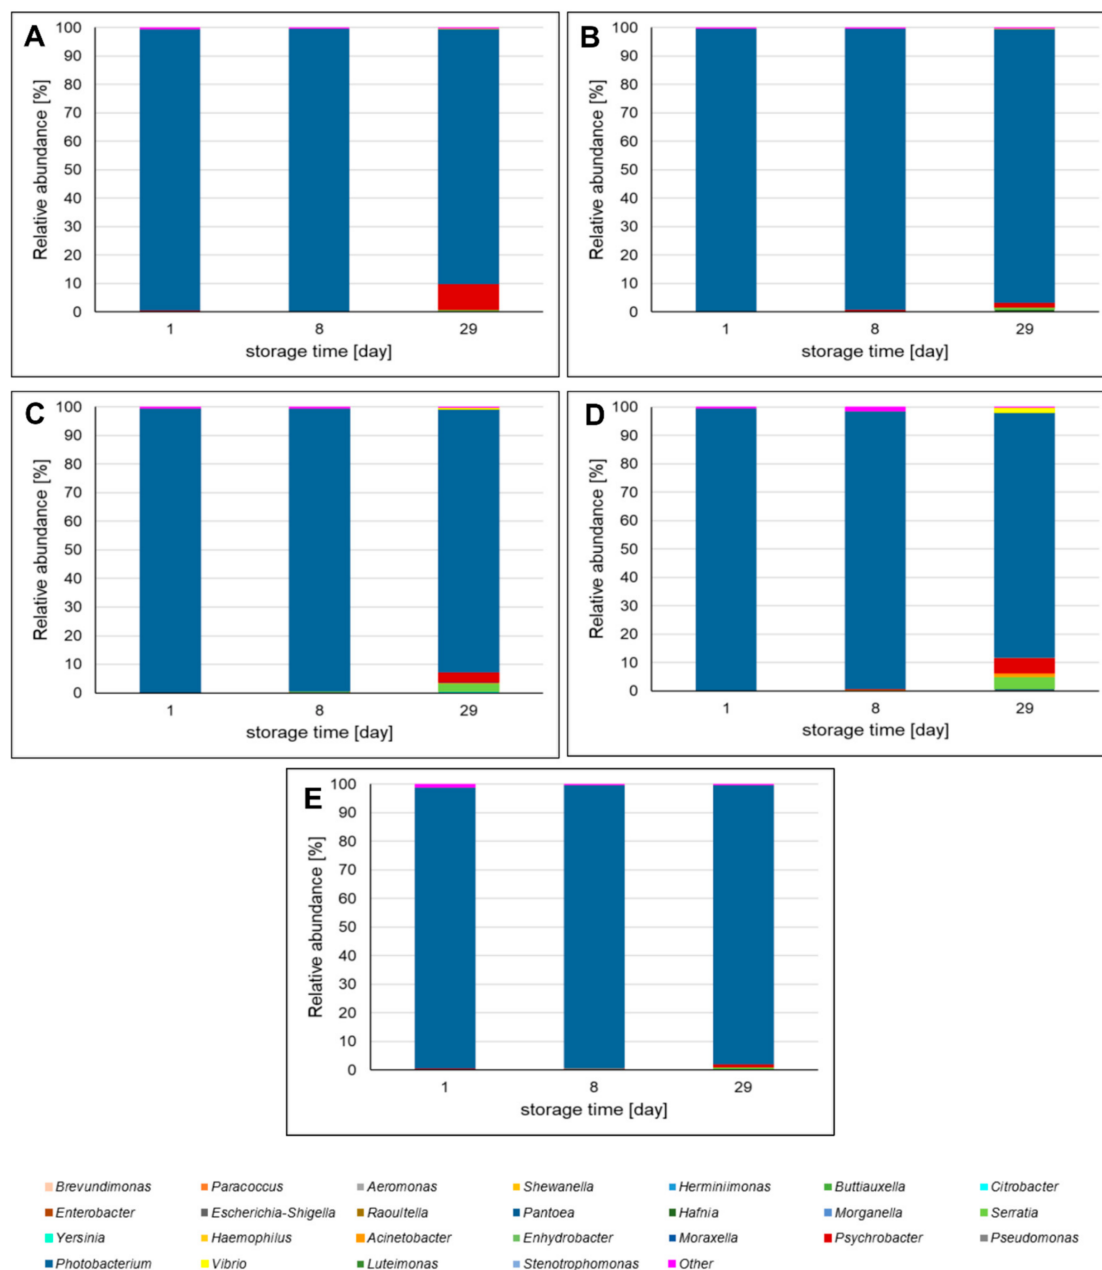 A
Relative abundance [%]
100
90
80
70
60
50
40
30
20
10
0
1 8 29
storage time [day]
B
Relative abundance [%]
100
90
80
70
60
50
40
30
20
10
0
1 8 29
storage time [day]
C
Relative abundance [%]
100
90
80
70
60
50
40
30
20
10
0
1 8 29
storage time [day]
D
Relative abundance [%]
100
90
80
70
60
50
40
30
20
10
0
1 8 29
storage time [day]
E
Relative abundance [%]
100
90
80
70
60
50
40
30
20
10
0
1 8 29
storage time [day]
Brevundimonas Paracoccus Aeromonas Shewanella Herminiimonas Buttiauxella Citrobacter
Enterobacter Escherichia-Shigella Raoultella Pantoea Hafnia Morganella Serratia
Yersinia Haemophilus Acinetobacter Enhydrobacter Moraxella Psychrobacter Pseudomonas
Photobacterium Vibrio Luteimonas Stenotrophomonas Other